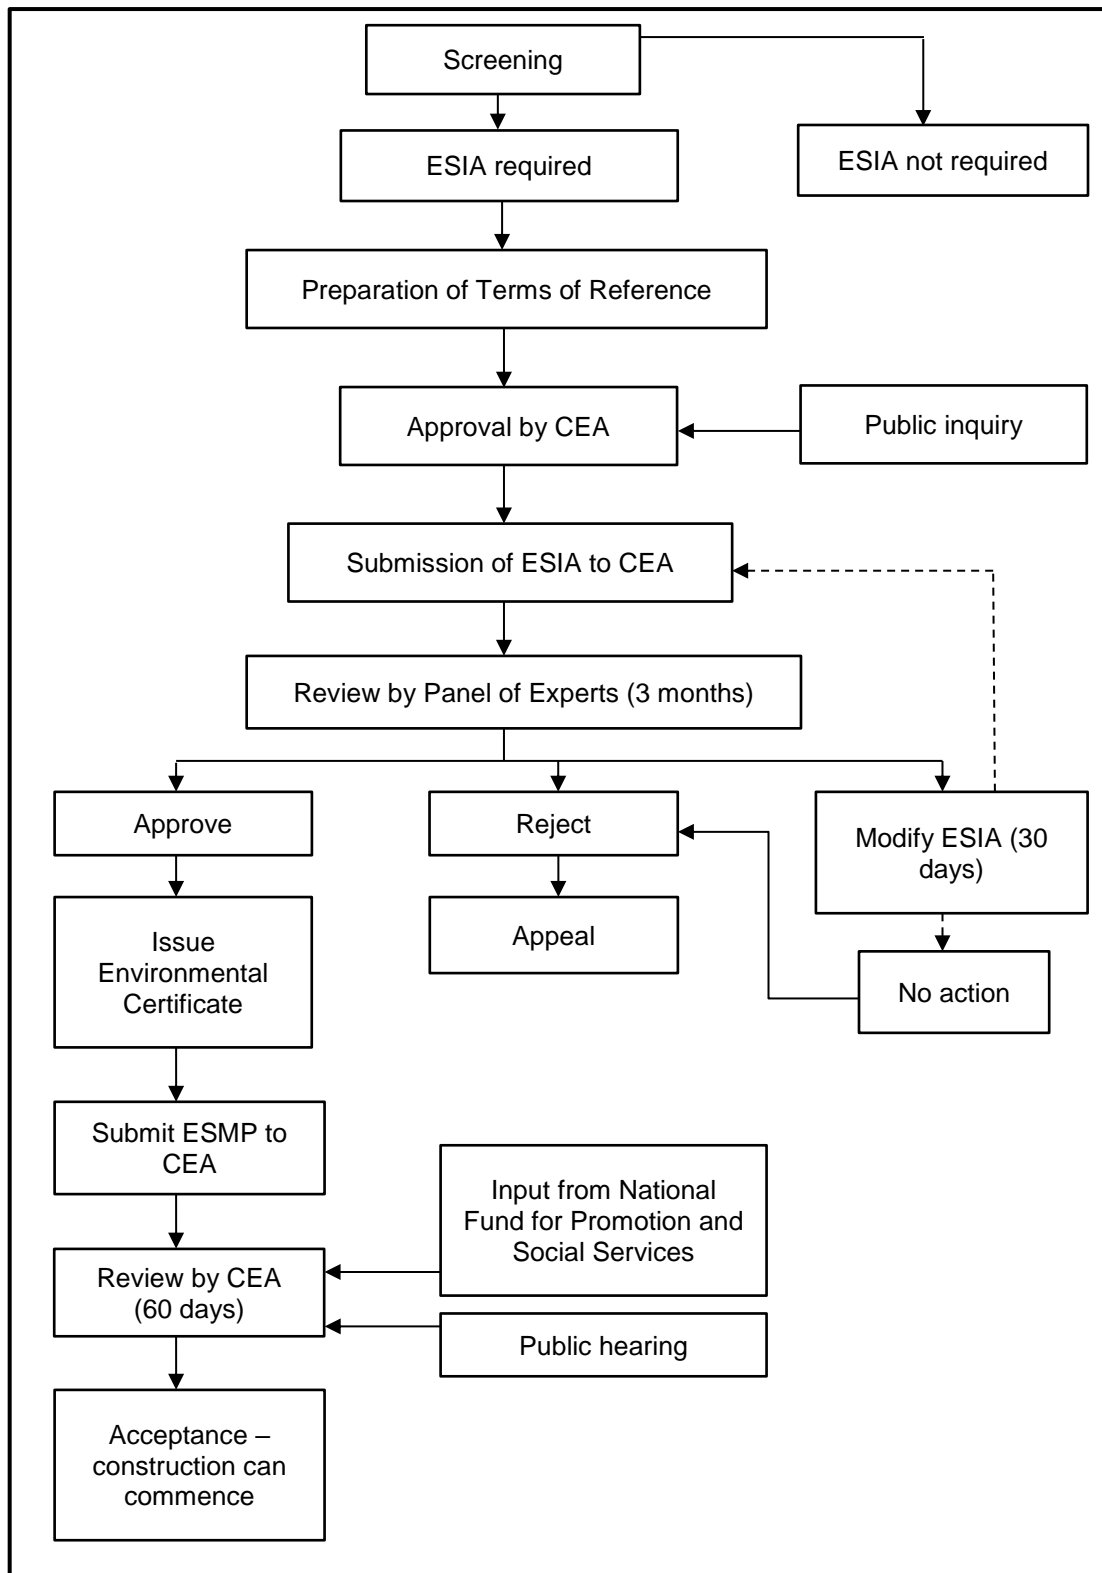 Screening
ESIA required
ESIA not required
Preparation of Terms of Reference
Approval by CEA
Public inquiry
Submission of ESIA to CEA
Review by Panel of Experts (3 months)
Approve
Reject
Modify ESIA (30
days)
Issue
Environmental
Certificate
Appeal
No action
Submit ESMP to
CEA
Input from National
Fund for Promotion and
Social Services
Review by CEA
(60 days)
Public hearing
Acceptance –
construction can
commence